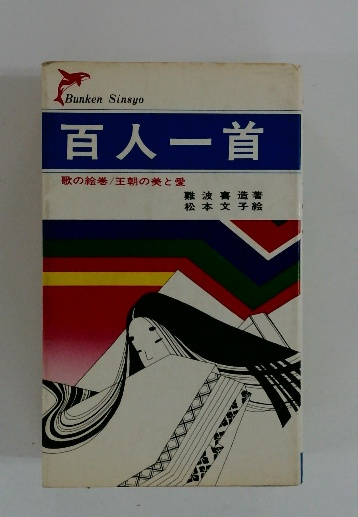 Bunken Sinsyo
百人一首
歌の絵巻/王朝の美と愛
難波喜造著
松本文子絵